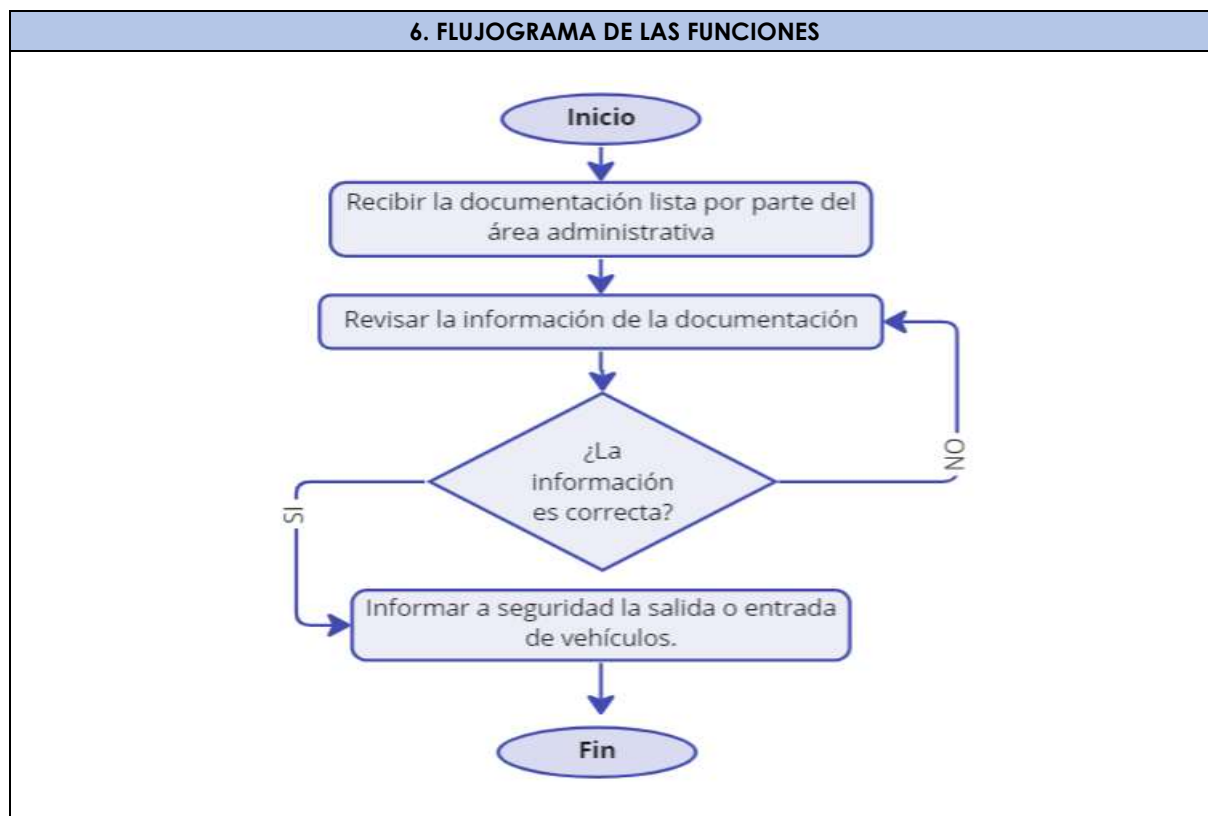 6. FLUJOGRAMA DE LAS FUNCIONES
Inicio
Recibir la documentación lista por parte del
área administrativa
Revisar la información de la documentación
¿La
información
es correcta?
NO
SI
Informar a seguridad la salida o entrada
de vehículos.
Fin